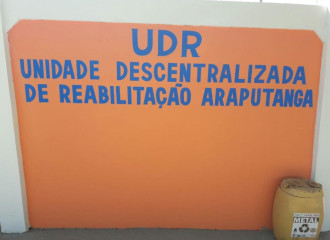 UDR
UNIDADE DESCENTRALIZADA
DE REABILITAÇÃO ARAPUTANGA
METAL